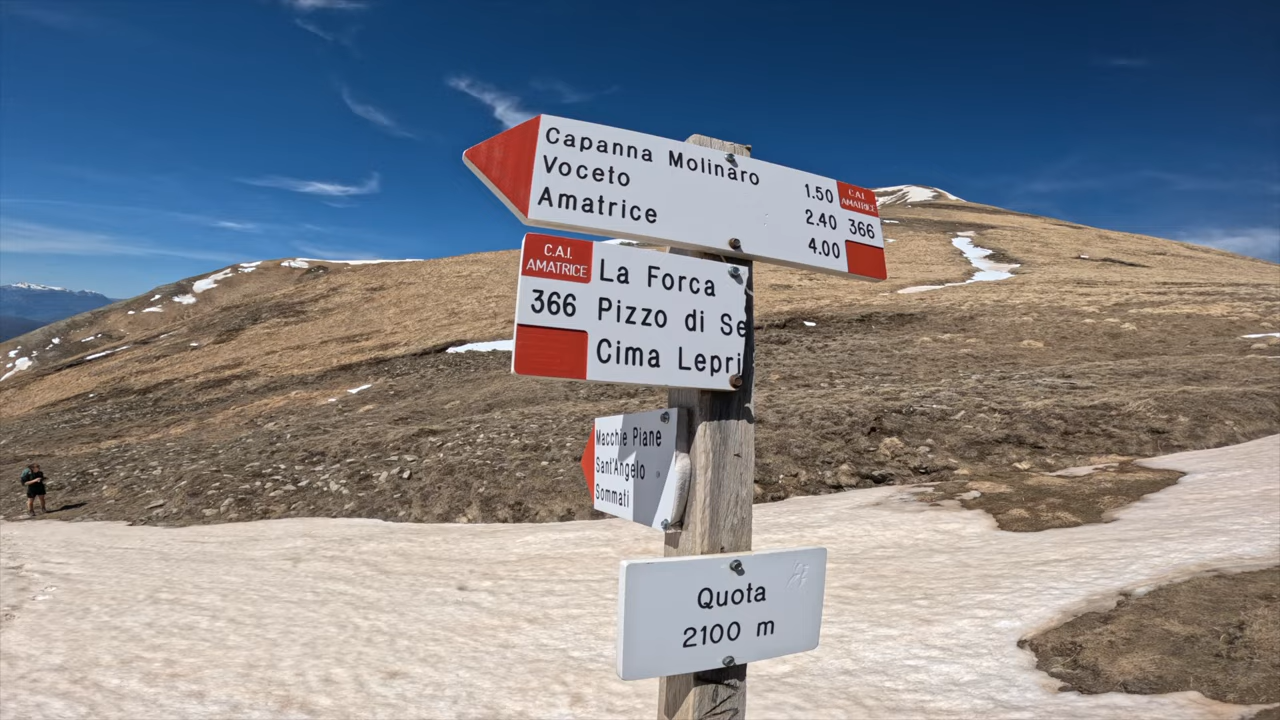 Capanna Molinaro 1.50
Voceto 2.40
Amatrice 4.00
C.A.I.
AMATRICE
366
C.A.I.
AMATRICE
366
La Forca
Pizzo di Se
Cima Lepri
Macchie Piane
Sant'Angelo
Sommati
Quota
2100 m